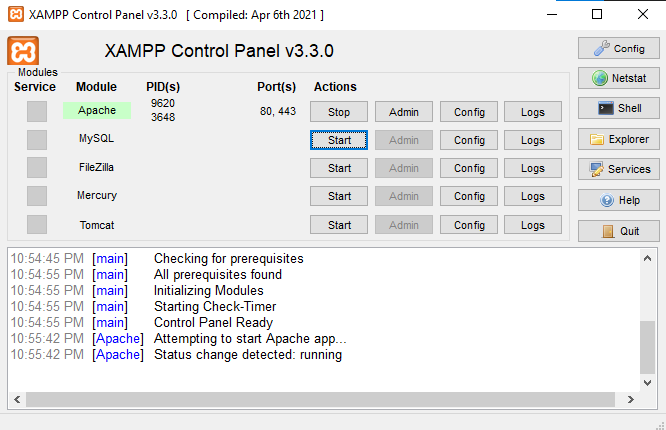 XAMPP Control Panel v3.3.0 [ Compiled: Apr 6th 2021 ]
XAMPP Control Panel v3.3.0
Config
Modules
Service Module PID(s) Port(s) Actions
Netstat
Apache 9620 3648 80, 443 Stop Admin Config Logs
Shell
MySQL Start Admin Config Logs
Explorer
FileZilla Start Admin Config Logs
Services
Mercury Start Admin Config Logs
Help
Tomcat Start Admin Config Logs
Quit
10:54:45 PM [main] Checking for prerequisites
10:54:55 PM [main] All prerequisites found
10:54:55 PM [main] Initializing Modules
10:54:55 PM [main] Starting Check-Timer
10:54:55 PM [main] Control Panel Ready
10:55:42 PM [Apache] Attempting to start Apache app...
10:55:42 PM [Apache] Status change detected: running